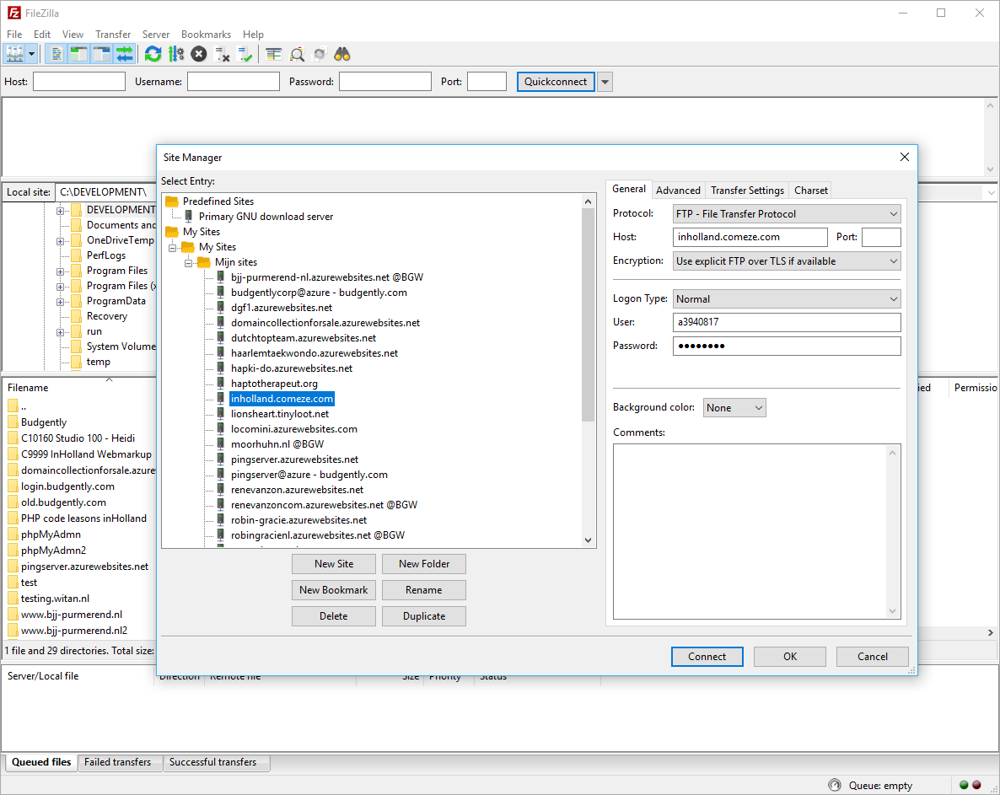 FileZilla
File Edit View Transfer Server Bookmarks Help
Host: Username: Password: Port: Quickconnect
Site Manager
Select Entry:
Predefined Sites
Primary GNU download server
My Sites
My Sites
Mijn sites
bjj-purmerend-nl.azurewebsites.net @BGW
budgentlycorp@azure - budgently.com
dgf1.azurewebsites.net
domaincollectionforsale.azurewebsites.net
dutchtopteam.azurewebsites.net
haarlemtaekwondo.azurewebsites.net
hapki-do.azurewebsites.net
haptotherapeut.org
inholland.comeze.com
lionsheart.tinyloot.net
locomini.azurewebsites.com
moorhuhn.nl @BGW
pingserver.azurewebsites.net
pingserver@azure - budgently.com
renevanzon.azurewebsites.net
renevanzoncom.azurewebsites.net @BGW
robin-gracie.azurewebsites.net
robingracienl.azurewebsites.net @BGW
New Site New Folder
New Bookmark Rename
Delete Duplicate
General Advanced Transfer Settings Charset
Protocol: FTP - File Transfer Protocol
Host: inholland.comeze.com Port:
Encryption: Use explicit FTP over TLS if available
Logon Type: Normal
User: a3940817
Password: ●●●●●●●●
Background color: None
Comments:
Connect OK Cancel
Local site: C:\DEVELOPMENT\
DEVELOPMENT
Documents and
OneDriveTemp
PerfLogs
Program Files
Program Files (x
ProgramData
Recovery
run
System Volume
temp
Filename
..
Budgently
C10160 Studio 100 - Heidi
C9999 InHolland Webmarkup
domaincollectionforsale.azure
login.budgently.com
old.budgently.com
PHP code leasons inHolland
phpMyAdmn
phpMyAdmn2
pingserver.azurewebsites.net
test
testing.witan.nl
www.bjj-purmerend.nl
www.bjj-purmerend.nl2
1 file and 29 directories. Total size:
ied Permissio
Server/Local file Direction Remote file Size Priority Status
Queued files Failed transfers Successful transfers
Queue: empty